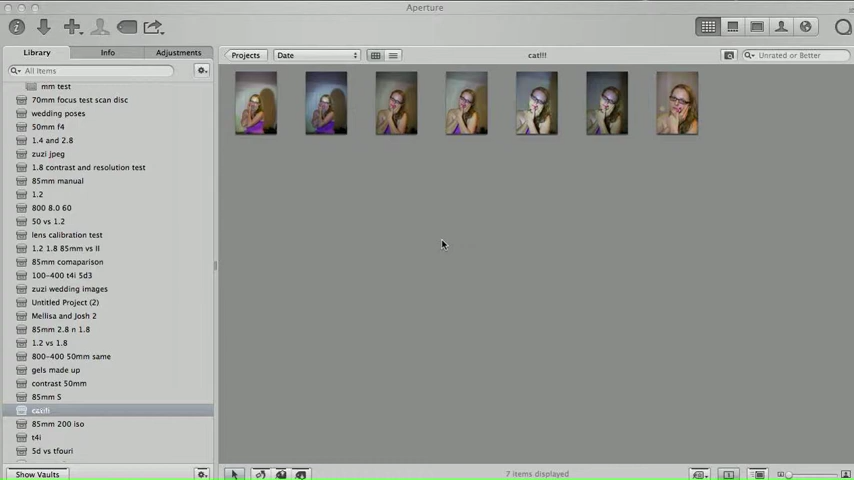 Aperture
Library Info Adjustments
Projects Date cat!!! Unrated or Better
All Items
mm test
70mm focus test scan disc
wedding poses
50mm f4
1.4 and 2.8
zuzi jpeg
1.8 contrast and resolution test
85mm manual
1.2
800 8.0 60
50 vs 1.2
lens calibration test
1.2 1.8 85mm vs II
85mm comaparison
100-400 t4i 5d3
zuzi wedding images
Untitled Project (2)
Mellisa and Josh 2
85mm 2.8 n 1.8
1.2 vs 1.8
800-400 50mm same
gels made up
contrast 50mm
85mm S
cat!!!
85mm 200 iso
t4i
5d vs tfouri
Show Vaults
7 items displayed